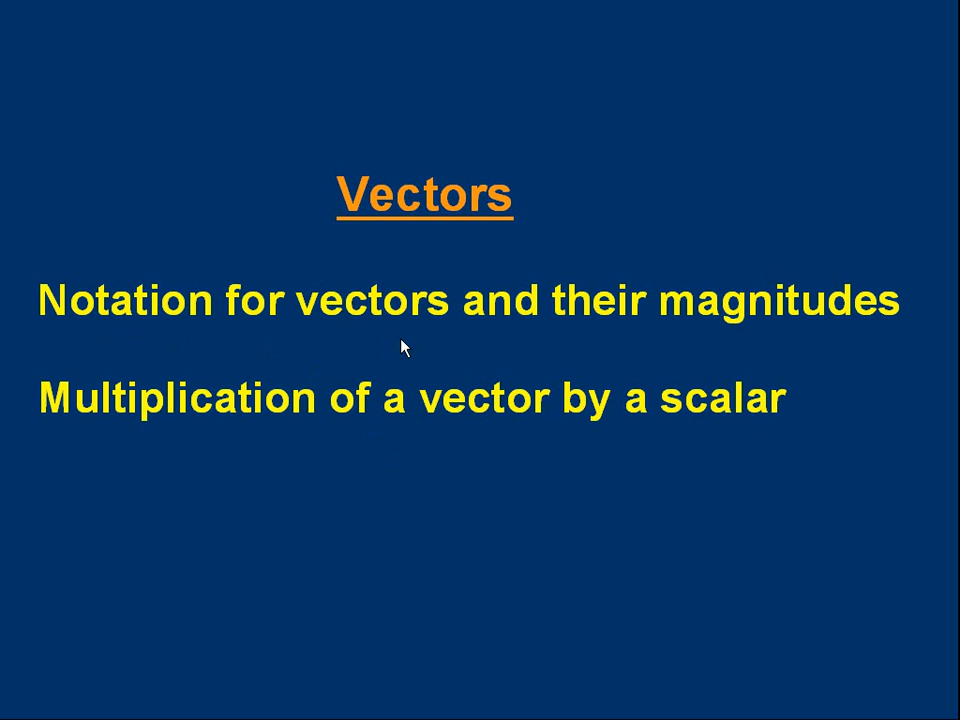 Vectors
Notation for vectors and their magnitudes
Multiplication of a vector by a scalar